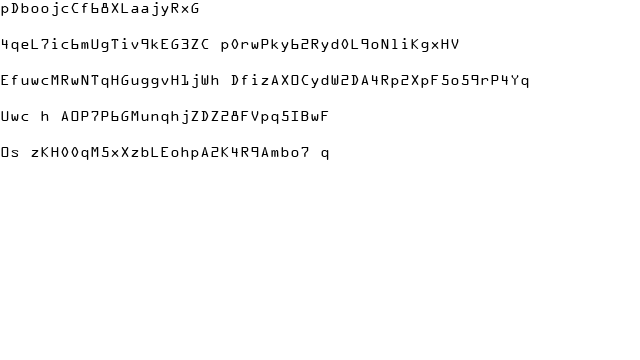 pDboojcCf68XLaajyRxG
4qeL7ic6mUgTiv9kEG3ZC p0rwPky62Ryd0L9oNliKgxHV
EfuwcMRwNTqHGuggvH1jWh DfizAXOCydW2DA4Rp2XpF5o59rP4Yq
Uwc h AOP7P6GMunqhjZDZ28FVpq5IBwF
Os zKH00qM5xXzbLEohpA2K4R9Ambo7 q